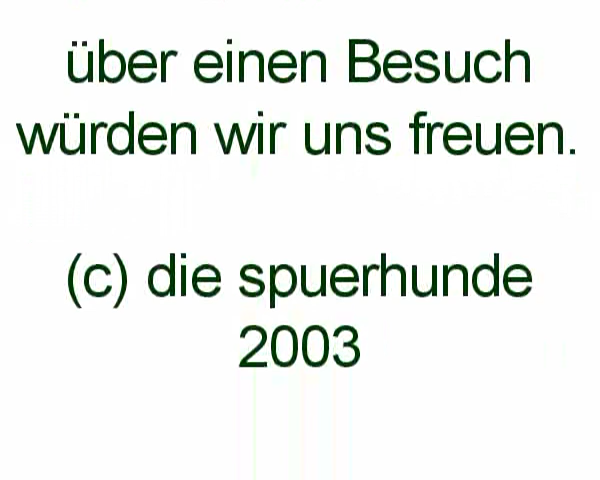 über einen Besuch
würden wir uns freuen.
(c) die spuerhunde
2003